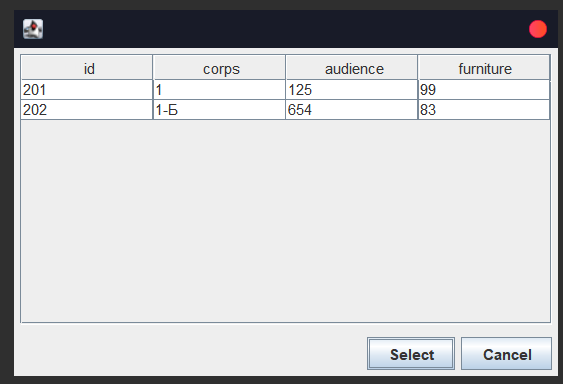 id corps audience furniture
201 1 125 99
202 1-Б 654 83
Select Cancel